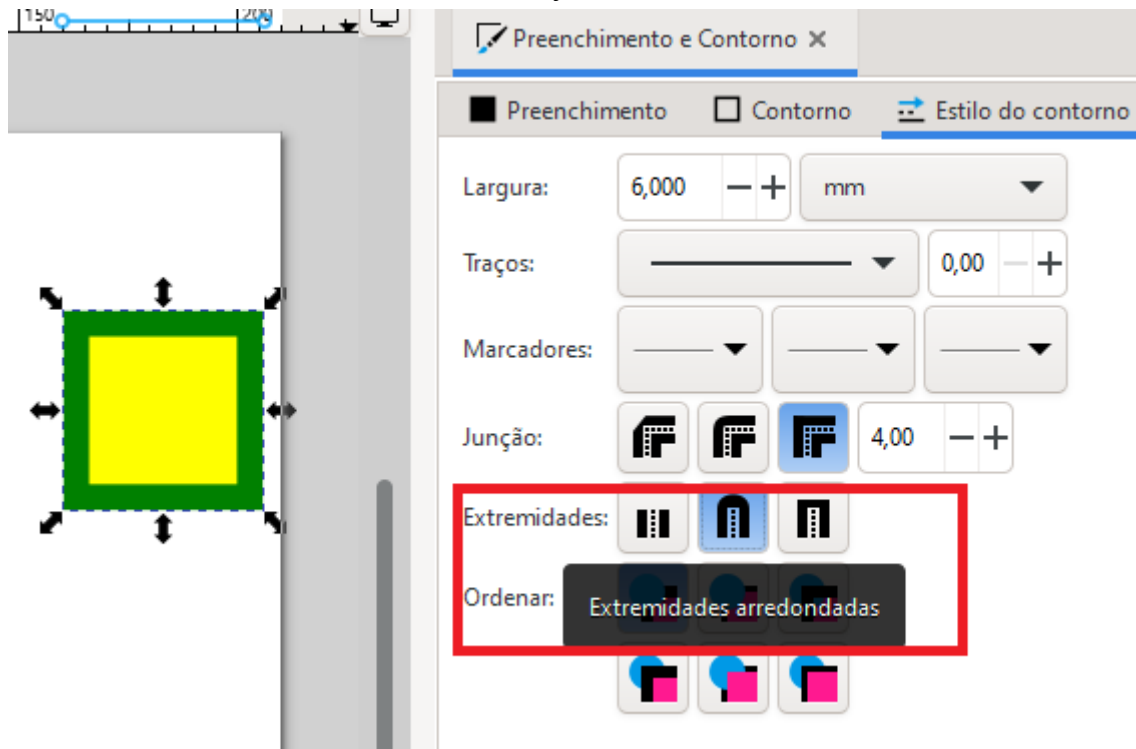 150 200
Preenchimento e Contorno
Preenchimento Contorno Estilo do contorno
Largura: 6,000 mm
Traços: 0,00
Marcadores:
Junção: 4,00
Extremidades:
Ordenar:
Extremidades arredondadas